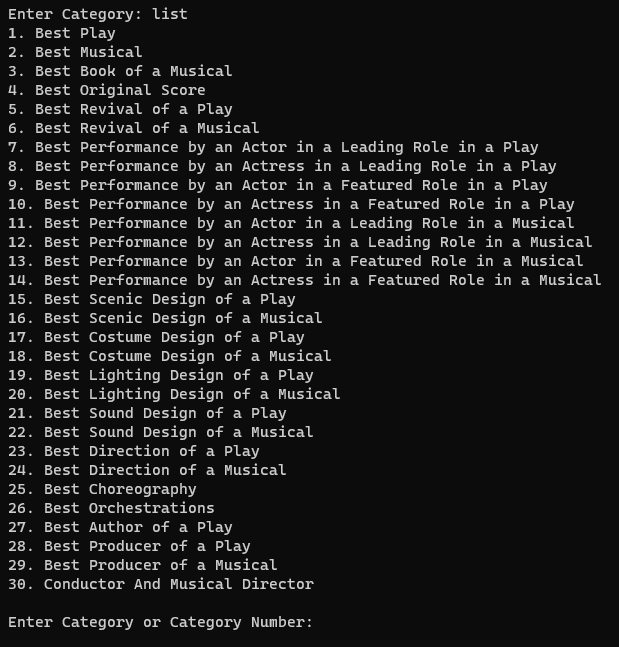 Enter Category: list
1. Best Play
2. Best Musical
3. Best Book of a Musical
4. Best Original Score
5. Best Revival of a Play
6. Best Revival of a Musical
7. Best Performance by an Actor in a Leading Role in a Play
8. Best Performance by an Actress in a Leading Role in a Play
9. Best Performance by an Actor in a Featured Role in a Play
10. Best Performance by an Actress in a Featured Role in a Play
11. Best Performance by an Actor in a Leading Role in a Musical
12. Best Performance by an Actress in a Leading Role in a Musical
13. Best Performance by an Actor in a Featured Role in a Musical
14. Best Performance by an Actress in a Featured Role in a Musical
15. Best Scenic Design of a Play
16. Best Scenic Design of a Musical
17. Best Costume Design of a Play
18. Best Costume Design of a Musical
19. Best Lighting Design of a Play
20. Best Lighting Design of a Musical
21. Best Sound Design of a Play
22. Best Sound Design of a Musical
23. Best Direction of a Play
24. Best Direction of a Musical
25. Best Choreography
26. Best Orchestrations
27. Best Author of a Play
28. Best Producer of a Play
29. Best Producer of a Musical
30. Conductor And Musical Director
Enter Category or Category Number: